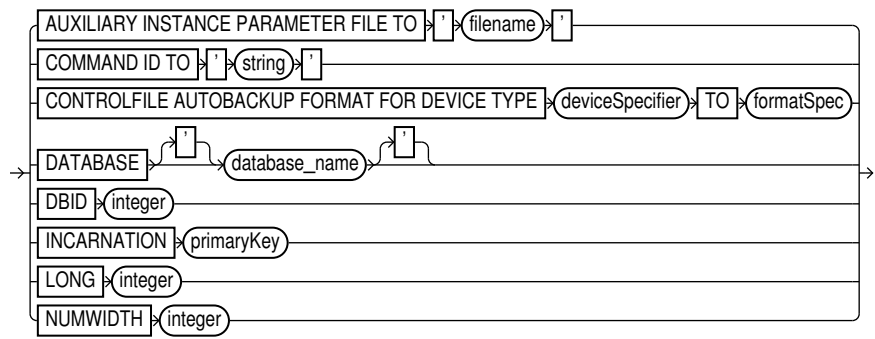 AUXILIARY INSTANCE PARAMETER FILE TO ' filename '
COMMAND ID TO ' string '
CONTROLFILE AUTOBACKUP FORMAT FOR DEVICE TYPE deviceSpecifier TO formatSpec
DATABASE ' database_name '
DBID integer
INCARNATION primaryKey
LONG integer
NUMWIDTH integer